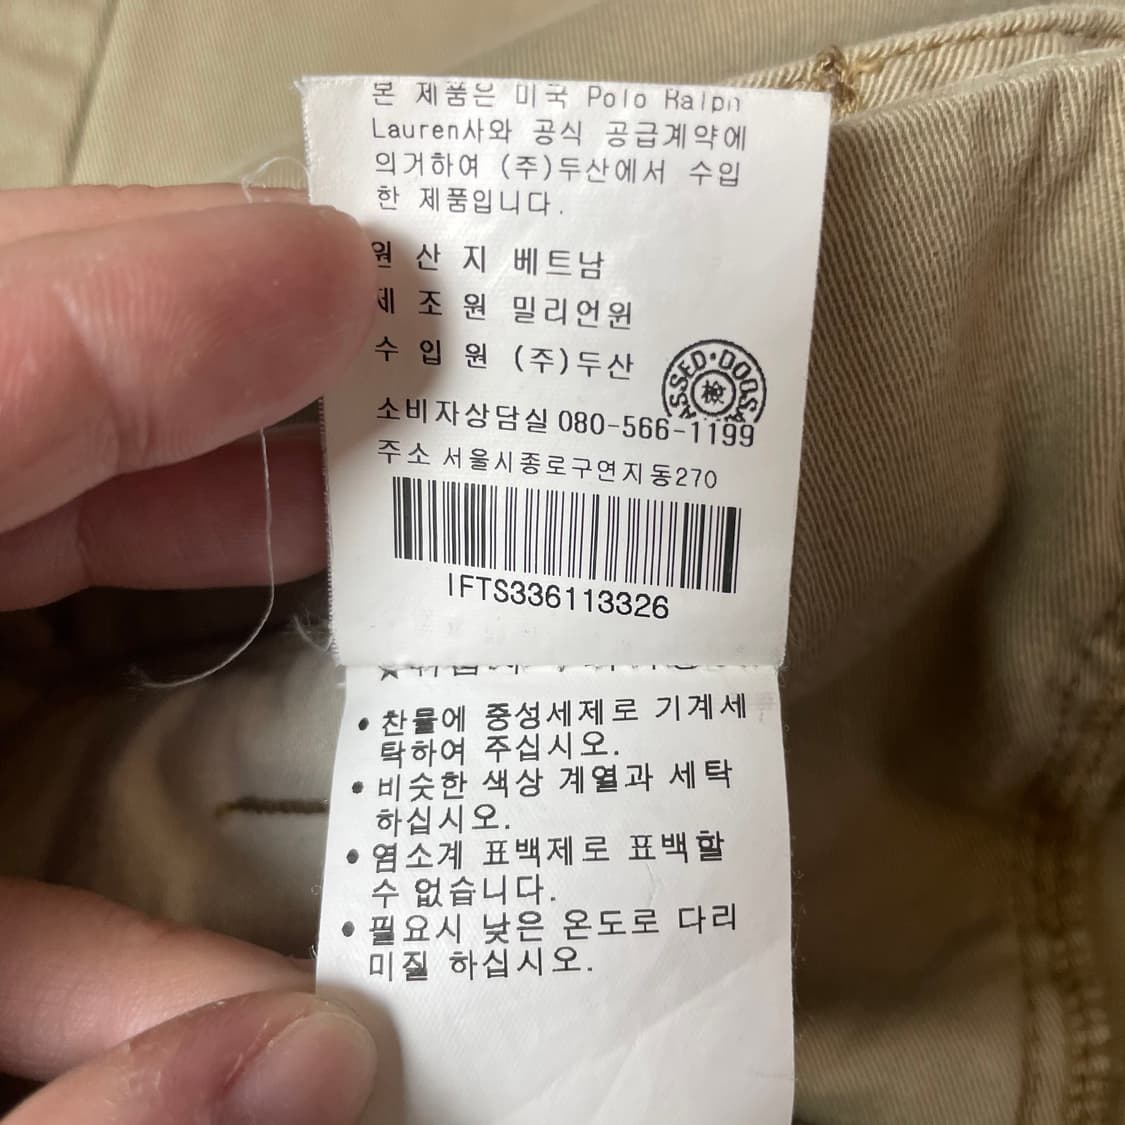 본 제품은 미국 Polo Ralph
Lauren사와 공식 공급계약에
의거하여 (주)두산에서 수입
한 제품입니다.
원 산 지 베트남
제 조 원 밀리언윈
수 입 원 (주)두산
PASSED·DOOSAN
檢
소비자상담실 080-566-1199
주소 서울시종로구연지동270
IFTS336113326
• 찬물에 중성세제로 기계세
탁하여 주십시오.
• 비슷한 색상 계열과 세탁
하십시오.
• 염소계 표백제로 표백할
수 없습니다.
• 필요시 낮은 온도로 다리
미질 하십시오.